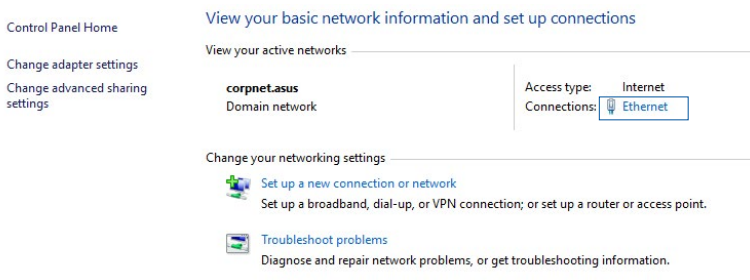 Control Panel Home
Change adapter settings
Change advanced sharing
settings
View your basic network information and set up connections
View your active networks
corpnet.asus
Domain network
Access type: Internet
Connections: Ethernet
Change your networking settings
Set up a new connection or network
Set up a broadband, dial-up, or VPN connection; or set up a router or access point.
Troubleshoot problems
Diagnose and repair network problems, or get troubleshooting information.